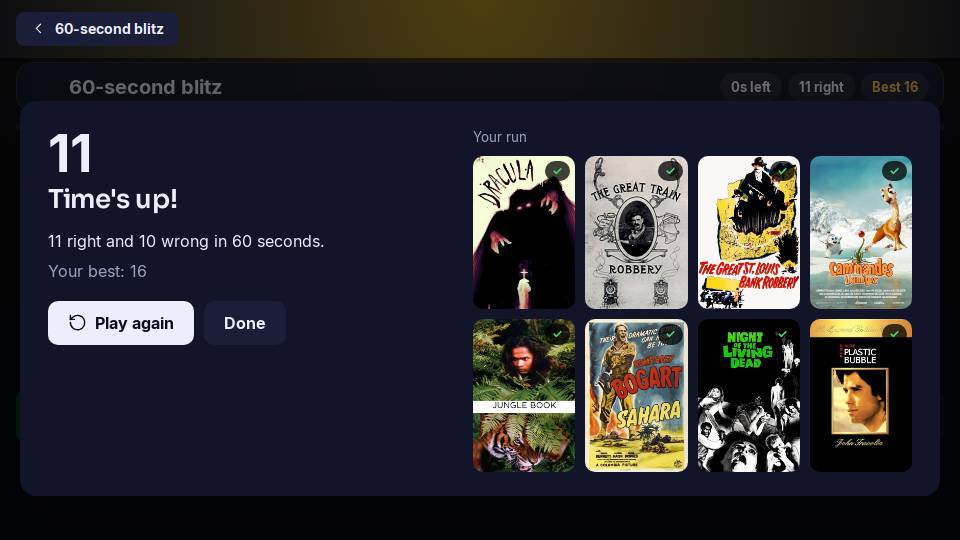 60-second blitz
60-second blitz
0s left
11 right
Best 16
11
Time's up!
11 right and 10 wrong in 60 seconds.
Your best: 16
Play again
Done
Your run
DRACULA
THE GREAT TRAIN
ROBBERY
THE GREAT ST. LOUIS
BANK ROBBERY
JUNGLE BOOK
BOGART
SAHARA
A COLUMBIA PICTURE
NIGHT
OF THE
LIVING
DEAD
PLASTIC
BUBBLE
John Travolta